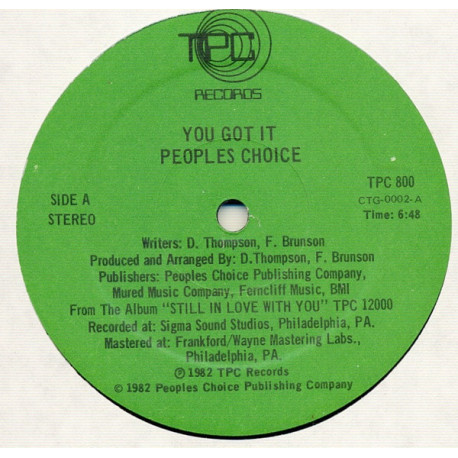 TPC
RECORDS
YOU GOT IT
PEOPLES CHOICE
SIDE A
STEREO
TPC 800
CTG-0002-A
Time: 6:48
Writers: D. Thompson, F. Brunson
Produced and Arranged By: D.Thompson, F. Brunson
Publishers: Peoples Choice Publishing Company,
Mured Music Company, Ferncliff Music, BMI
From The Album "STILL IN LOVE WITH YOU" TPC 12000
Recorded at: Sigma Sound Studios, Philadelphia, PA.
Mastered at: Frankford/Wayne Mastering Labs.,
Philadelphia, PA.
℗ 1982 TPC Records
© 1982 Peoples Choice Publishing Company